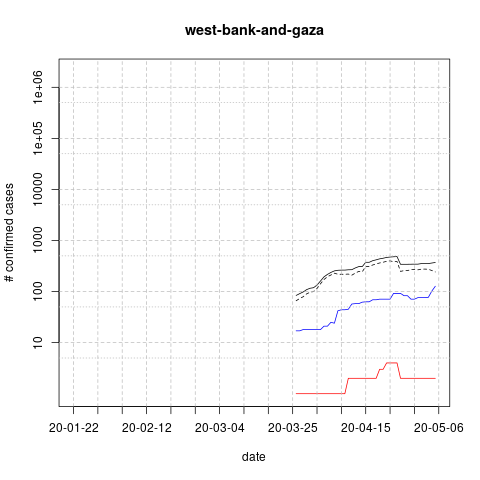 west-bank-and-gaza
1e+06
1e+05
10000
1000
100
10
# confirmed cases
20-01-22
20-02-12
20-03-04
20-03-25
20-04-15
20-05-06
date